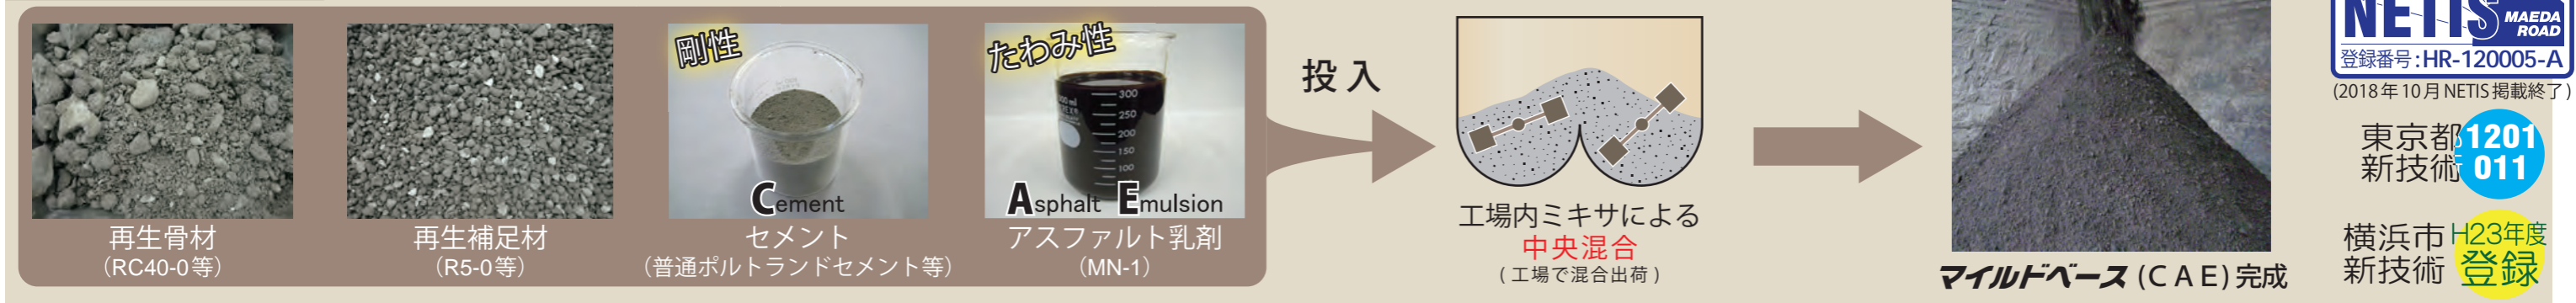 剛性
Cement
セメント
（普通ポルトランドセメント等）
たわみ性
300
250
200
150
100
Asphalt Emulsion
アスファルト乳剤
（MN-1）
再生骨材
（RC40-0等）
再生補足材
（R5-0等）
投入
工場内ミキサによる
中央混合
(工場で混合出荷)
マイルドベース(CAE)完成
NETIS MAEDA ROAD
登録番号:HR-120005-A
(2018年10月NETIS掲載終了)
東京都
新技術
1201
011
横浜市
新技術
H23年度
登録